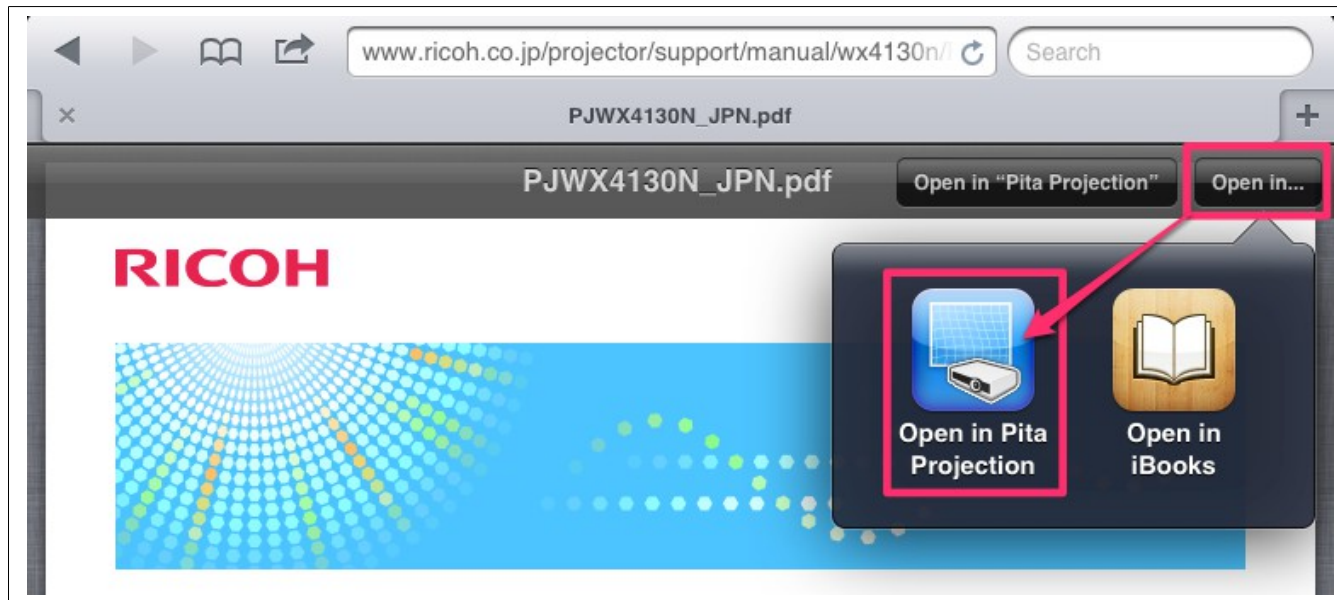 www.ricoh.co.jp/projector/support/manual/wx4130n/
Search
PJWX4130N_JPN.pdf
PJWX4130N_JPN.pdf
Open in “Pita Projection”
Open in...
RICOH
Open in Pita
Projection
Open in
iBooks